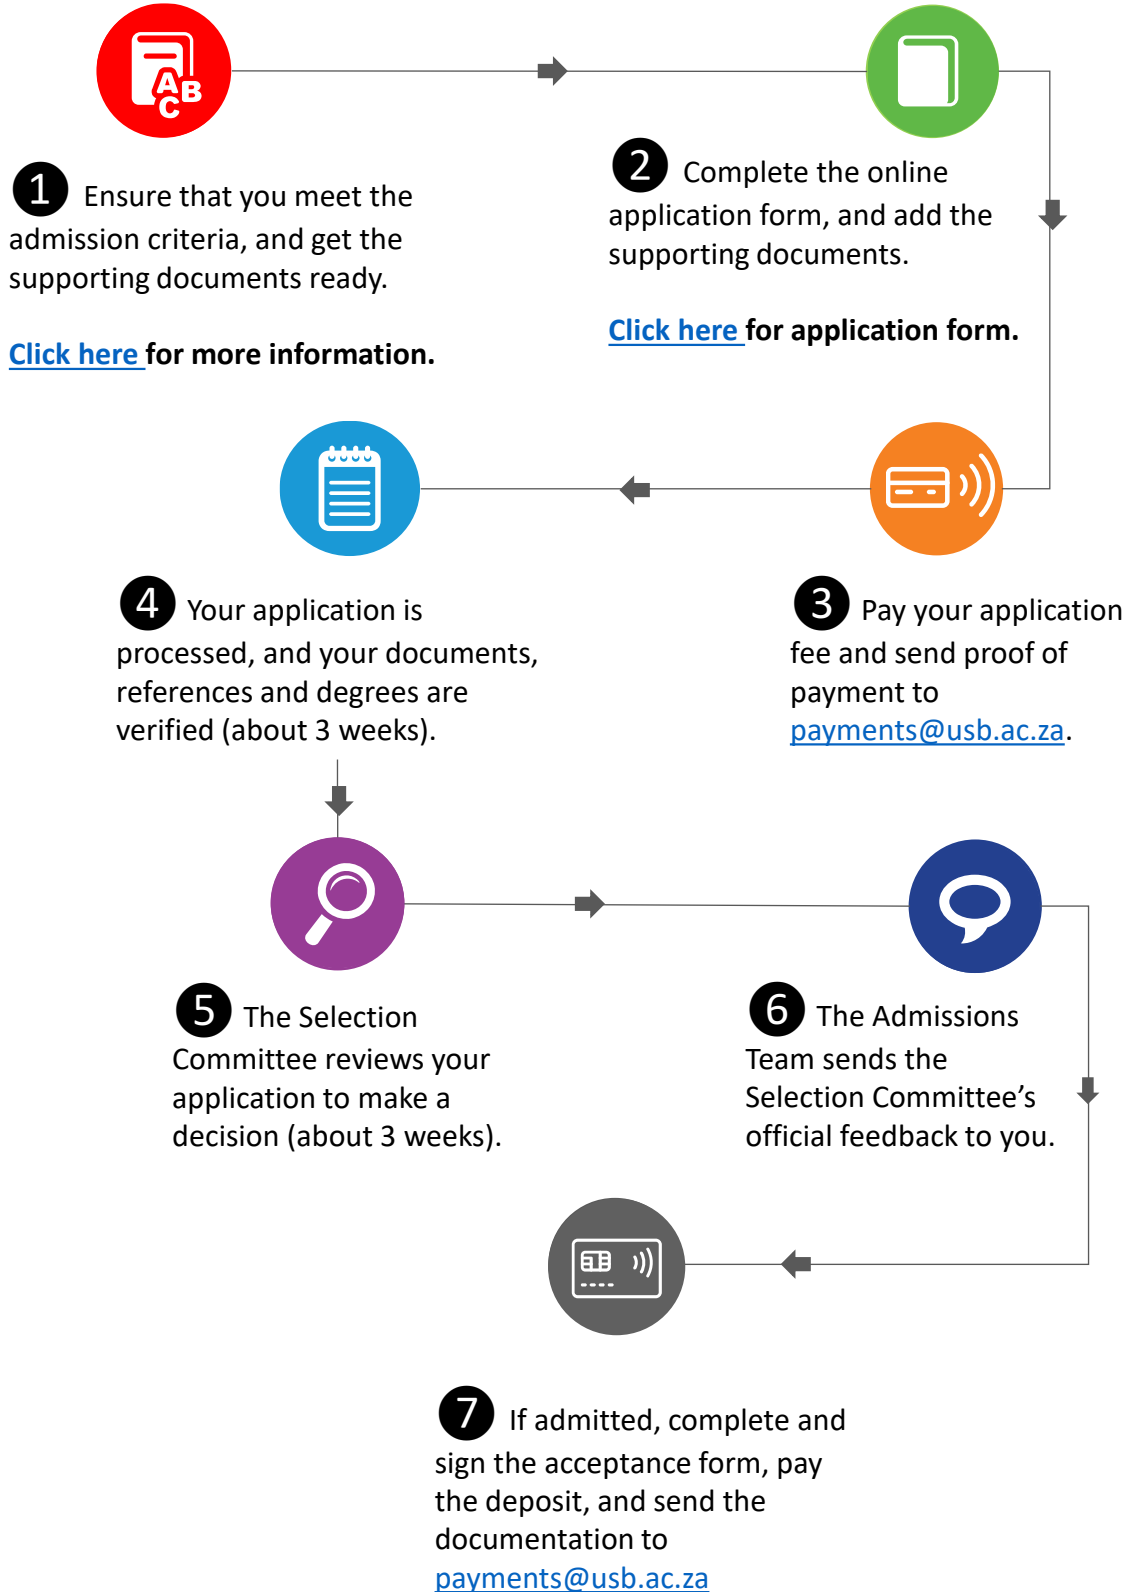 A
B
C
1 Ensure that you meet the
admission criteria, and get the
supporting documents ready.
Click here for more information.
2 Complete the online
application form, and add the
supporting documents.
Click here for application form.
3 Pay your application
fee and send proof of
payment to
payments@usb.ac.za.
4 Your application is
processed, and your documents,
references and degrees are
verified (about 3 weeks).
5 The Selection
Committee reviews your
application to make a
decision (about 3 weeks).
6 The Admissions
Team sends the
Selection Committee’s
official feedback to you.
7 If admitted, complete and
sign the acceptance form, pay
the deposit, and send the
documentation to
payments@usb.ac.za